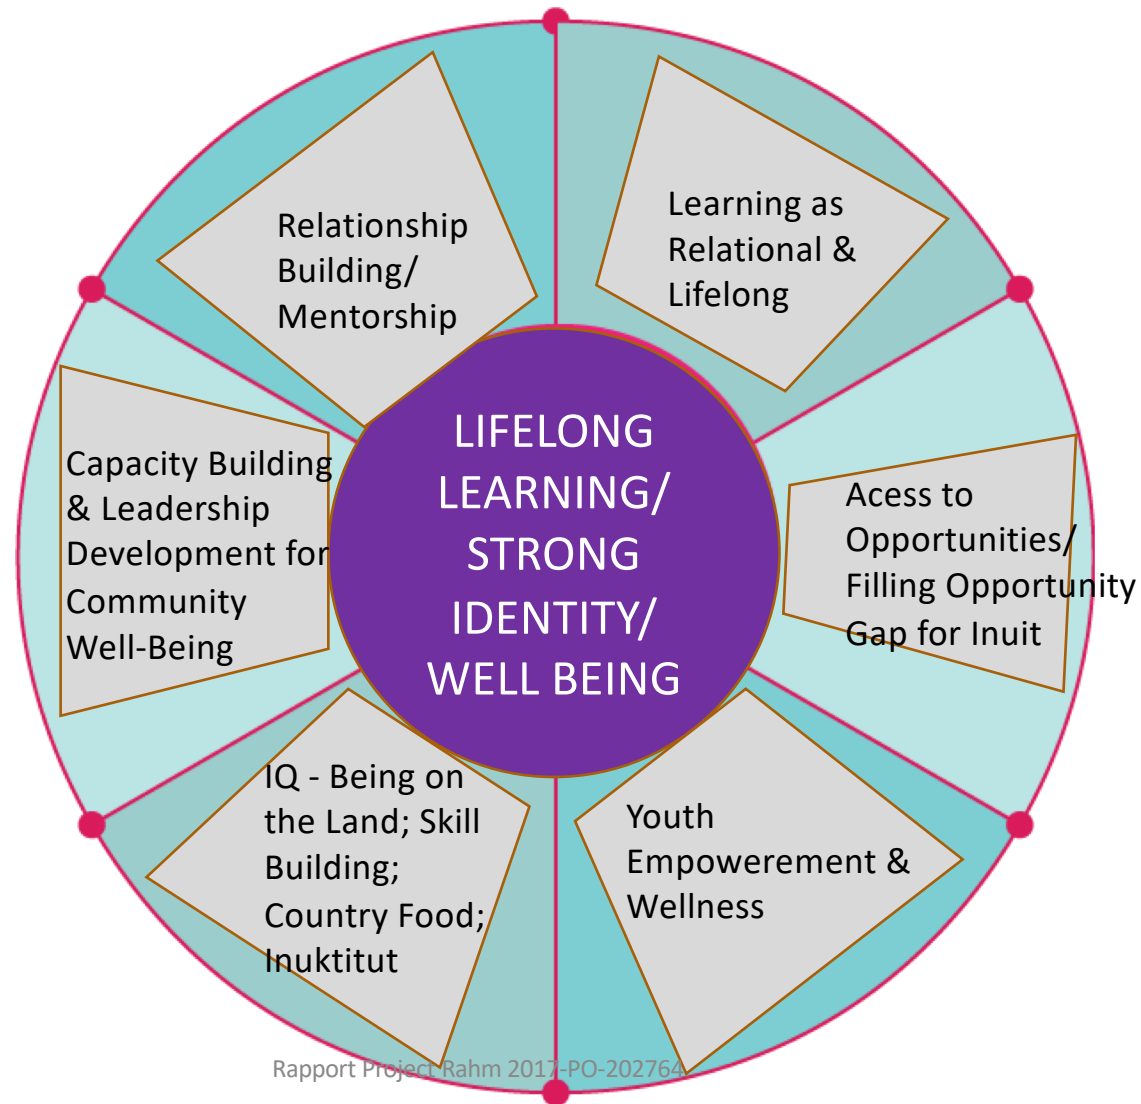 Relationship
Building/
Mentorship
Learning as
Relational &
Lifelong
Capacity Building
& Leadership
Development for
Community
Well-Being
LIFELONG
LEARNING/
STRONG
IDENTITY/
WELL BEING
Acess to
Opportunities/
Filling Opportunity
Gap for Inuit
IQ - Being on
the Land; Skill
Building;
Country Food;
Inuktitut
Youth
Empowerement &
Wellness
Rapport Project Rahm 2017-PO-202764